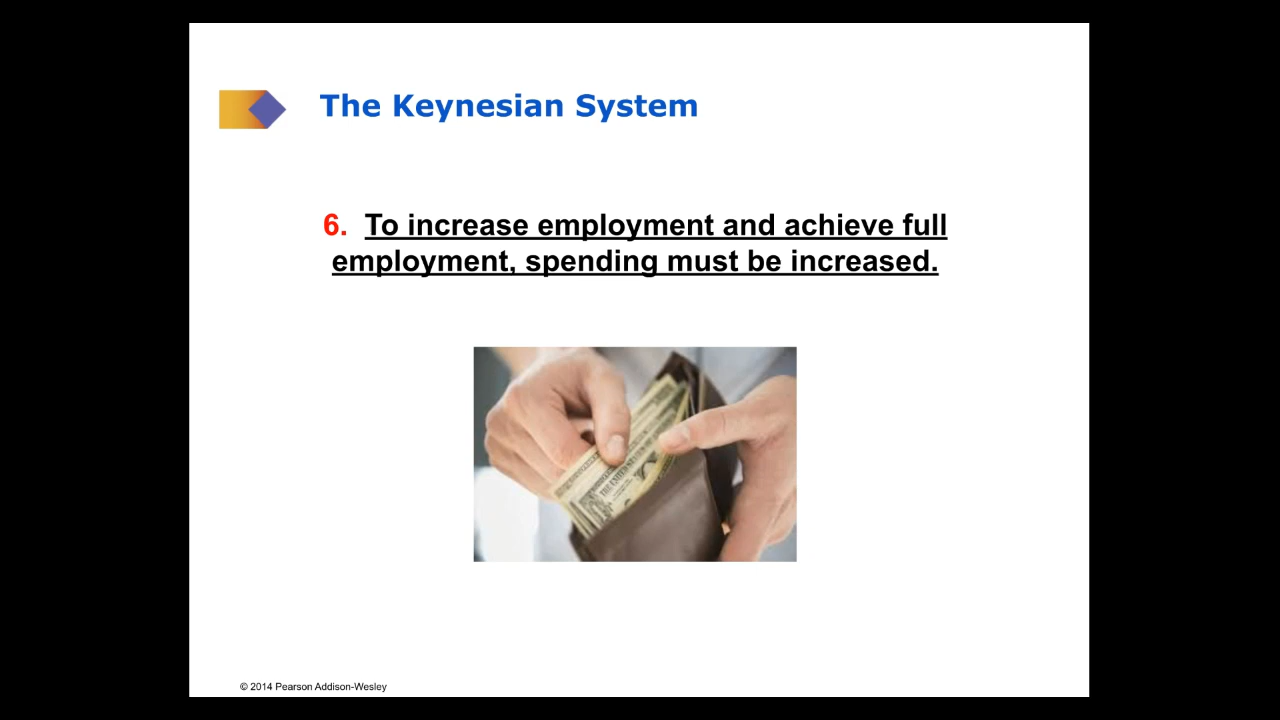 The Keynesian System
6. To increase employment and achieve full
employment, spending must be increased.
© 2014 Pearson Addison-Wesley